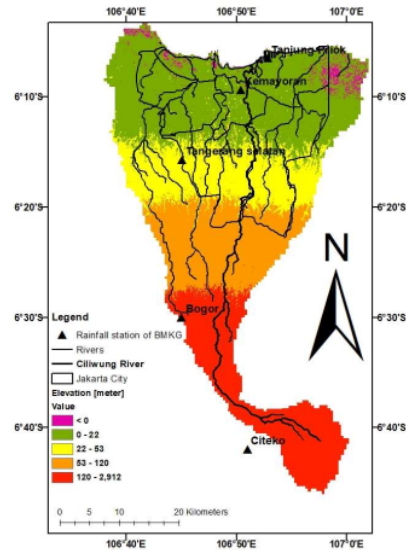 106°40'E 106°50'E 107°0'E
Tanjung Priok
Kemayoran
6°10'S 6°10'S
Tangerang selatan
6°20'S 6°20'S
N
Legend
Bogor
6°30'S 6°30'S
Rainfall station of BMKG
Rivers
Ciliwung River
Jakarta City
Elevation [meter]
Value
< 0
0 - 22
22 - 53
53 - 120
120 - 2,912
6°40'S 6°40'S
Citeko
0 5 10 20 Kilometers
106°40'E 106°50'E 107°0'E